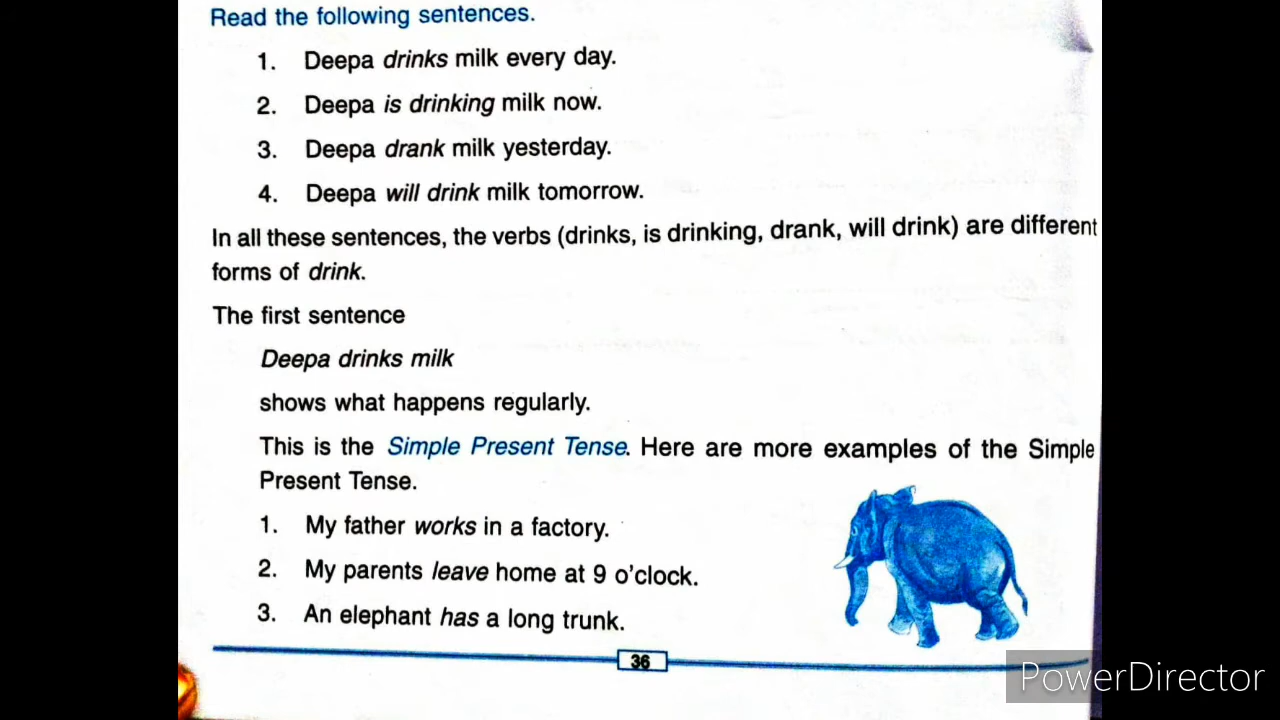 Read the following sentences.
1. Deepa drinks milk every day.
2. Deepa is drinking milk now.
3. Deepa drank milk yesterday.
4. Deepa will drink milk tomorrow.
In all these sentences, the verbs (drinks, is drinking, drank, will drink) are different
forms of drink.
The first sentence
Deepa drinks milk
shows what happens regularly.
This is the Simple Present Tense. Here are more examples of the Simple
Present Tense.
1. My father works in a factory.
2. My parents leave home at 9 o'clock.
3. An elephant has a long trunk.
36
PowerDirector